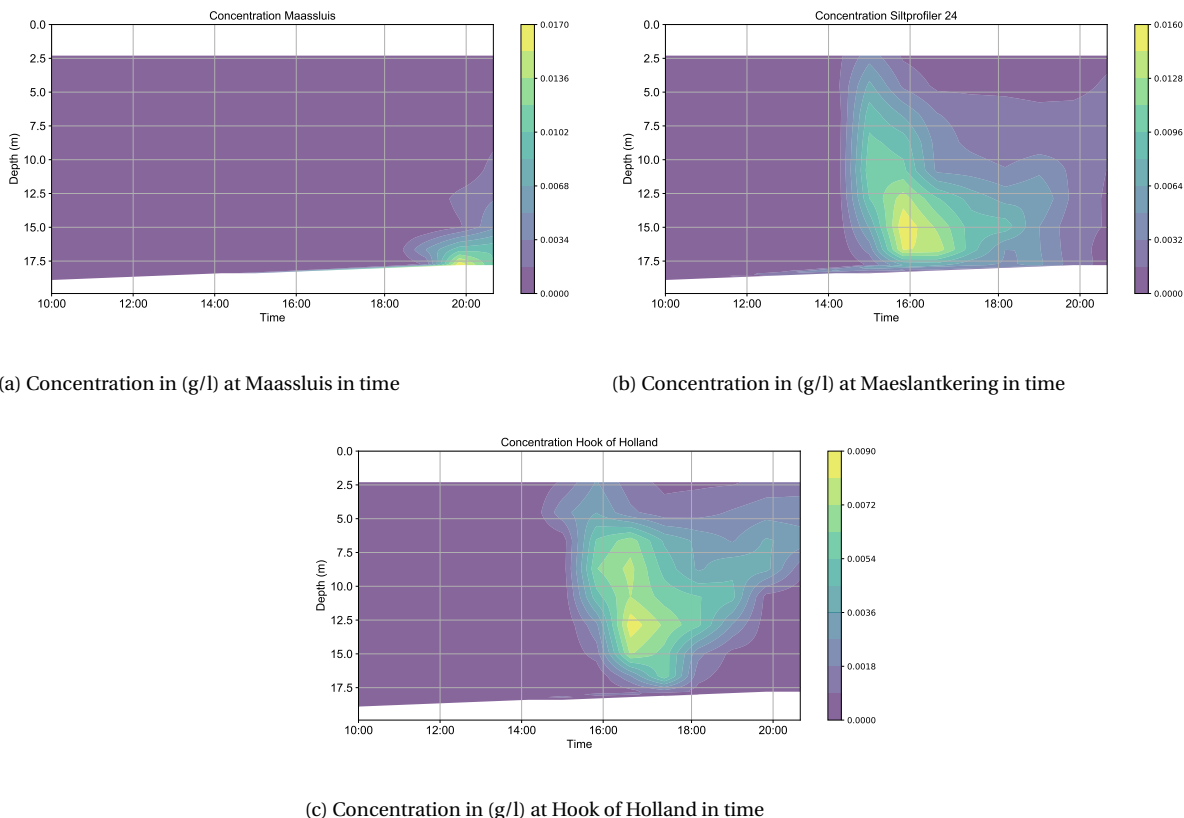 Concentration Maassluis
0.0
2.5
5.0
7.5
10.0
12.5
15.0
17.5
Depth (m)
10:00 12:00 14:00 16:00 18:00 20:00
Time
0.0170
0.0136
0.0102
0.0068
0.0034
0.0000
(a) Concentration in (g/l) at Maassluis in time
Concentration Siltprofiler 24
0.0
2.5
5.0
7.5
10.0
12.5
15.0
17.5
Depth (m)
10:00 12:00 14:00 16:00 18:00 20:00
Time
0.0160
0.0128
0.0096
0.0064
0.0032
0.0000
(b) Concentration in (g/l) at Maeslantkering in time
Concentration Hook of Holland
0.0
2.5
5.0
7.5
10.0
12.5
15.0
17.5
Depth (m)
10:00 12:00 14:00 16:00 18:00 20:00
Time
0.0090
0.0072
0.0054
0.0036
0.0018
0.0000
(c) Concentration in (g/l) at Hook of Holland in time